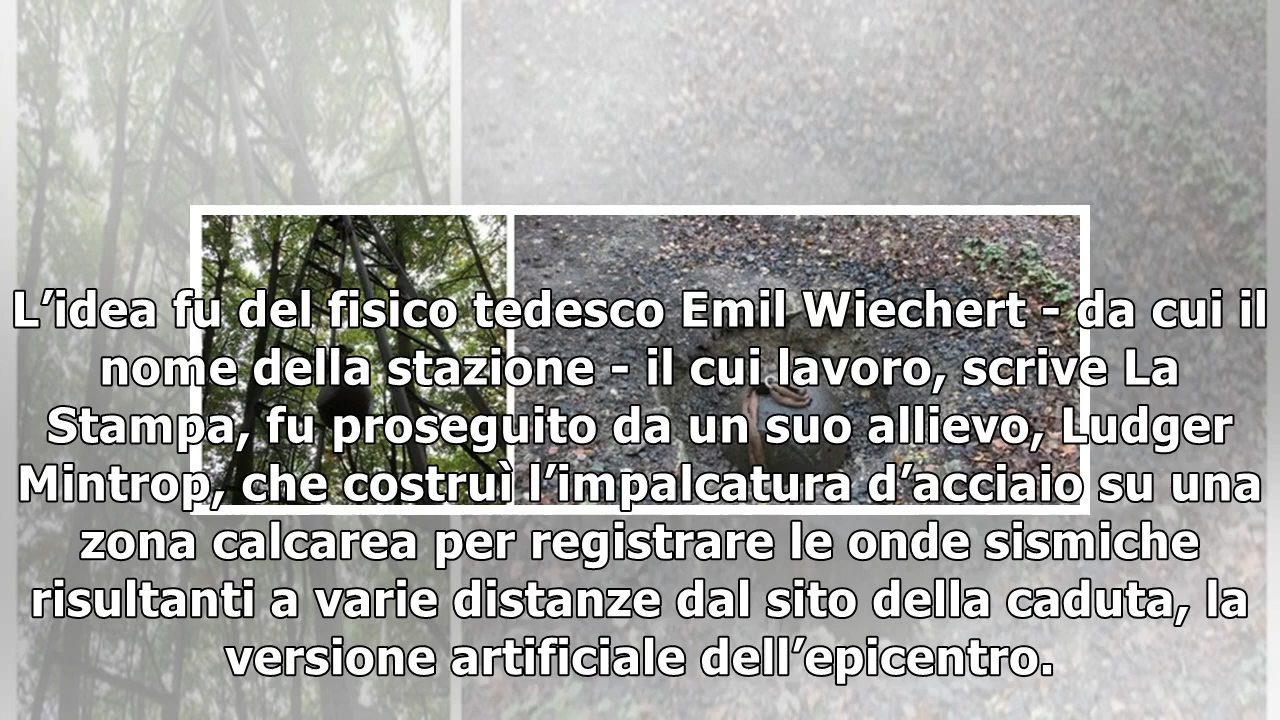 L’idea fu del fisico tedesco Emil Wiechert - da cui il
nome della stazione - il cui lavoro, scrive La
Stampa, fu proseguito da un suo allievo, Ludger
Mintrop, che costruì l’impalcatura d’acciaio su una
zona calcarea per registrare le onde sismiche
risultanti a varie distanze dal sito della caduta, la
versione artificiale dell’epicentro.